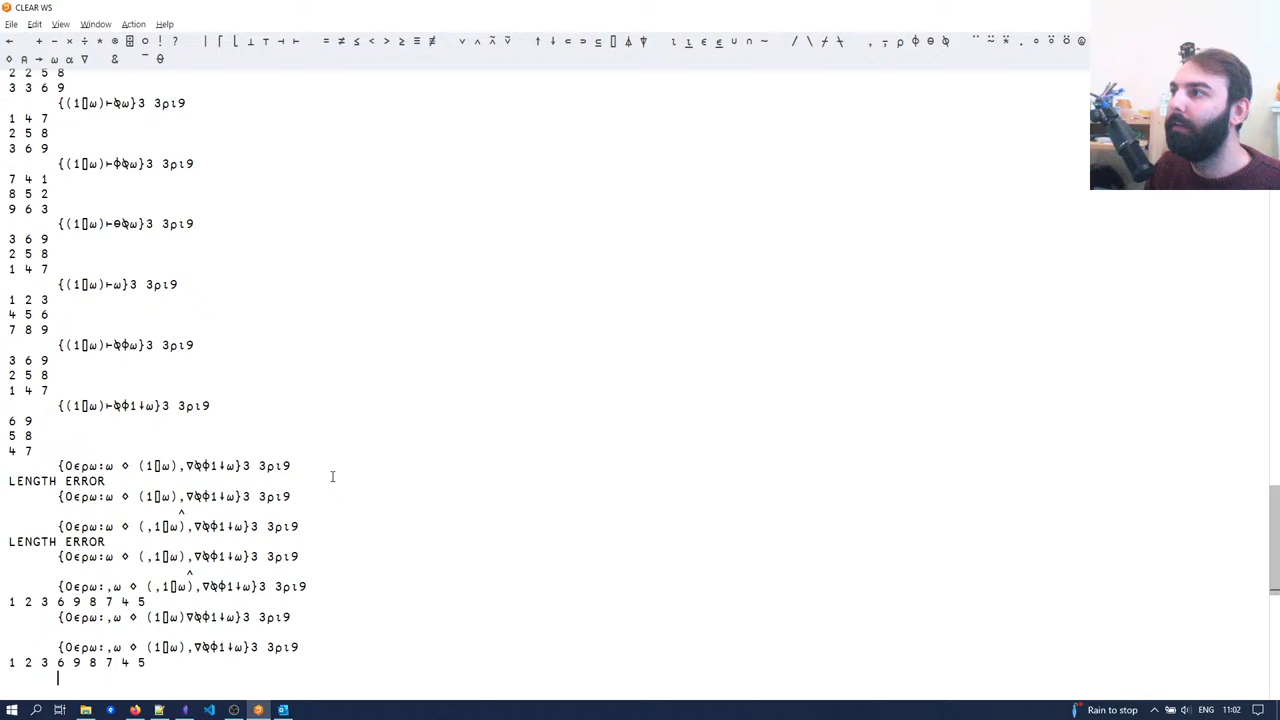 CLEAR WS
File Edit View Window Action Help
← + - × ÷ * ⍟ ⌹ ○ ! ? | ⌈ ⌊ ⊥ ⊤ ⊣ ⊢ = ≠ ≤ < > ≥ ≡ ≢ ∨ ∧ ⍲ ⍱ ↑ ↓ ⊂ ⊃ ⊆ ⌷ ⍋ ⍒ ⍳ ⍸ ∊ ⍷ ∪ ∩ ~ / \ ⌿ ⍀ , ⍪ ⍴ ⌽ ⊖ ⍉ ¨ ⍨ ⍣ . ∘ ⍤ ⍥ @
⋄ ⍝ → ⍵ ⍺ ∇ & ¯ ⍬
2 2 5 8
3 3 6 9
{(1⌷⍵)⊢⍉⍵}3 3⍴⍳9
1 4 7
2 5 8
3 6 9
{(1⌷⍵)⊢⌽⍉⍵}3 3⍴⍳9
7 4 1
8 5 2
9 6 3
{(1⌷⍵)⊢⊖⍉⍵}3 3⍴⍳9
3 6 9
2 5 8
1 4 7
{(1⌷⍵)⊢⍵}3 3⍴⍳9
1 2 3
4 5 6
7 8 9
{(1⌷⍵)⊢⍉⌽⍵}3 3⍴⍳9
3 6 9
2 5 8
1 4 7
{(1⌷⍵)⊢⍉⌽1↓⍵}3 3⍴⍳9
6 9
5 8
4 7
{0∊⍴⍵:⍵ ⋄ (1⌷⍵),∇⍉⌽1↓⍵}3 3⍴⍳9
LENGTH ERROR
{0∊⍴⍵:⍵ ⋄ (1⌷⍵),∇⍉⌽1↓⍵}3 3⍴⍳9
^
{0∊⍴⍵:⍵ ⋄ (,1⌷⍵),∇⍉⌽1↓⍵}3 3⍴⍳9
LENGTH ERROR
{0∊⍴⍵:⍵ ⋄ (,1⌷⍵),∇⍉⌽1↓⍵}3 3⍴⍳9
^
{0∊⍴⍵:,⍵ ⋄ (,1⌷⍵),∇⍉⌽1↓⍵}3 3⍴⍳9
1 2 3 6 9 8 7 4 5
{0∊⍴⍵:,⍵ ⋄ (1⌷⍵)∇⍉⌽1↓⍵}3 3⍴⍳9
{0∊⍴⍵:,⍵ ⋄ (1⌷⍵),∇⍉⌽1↓⍵}3 3⍴⍳9
1 2 3 6 9 8 7 4 5
Rain to stop ENG 11:02